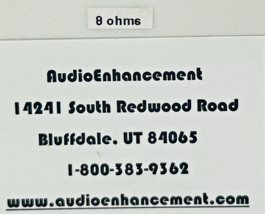 8 ohms
AudioEnhancement
14241 South Redwood Road
Bluffdale, UT 84065
1-800-383-9362
www.audioenhancement.com